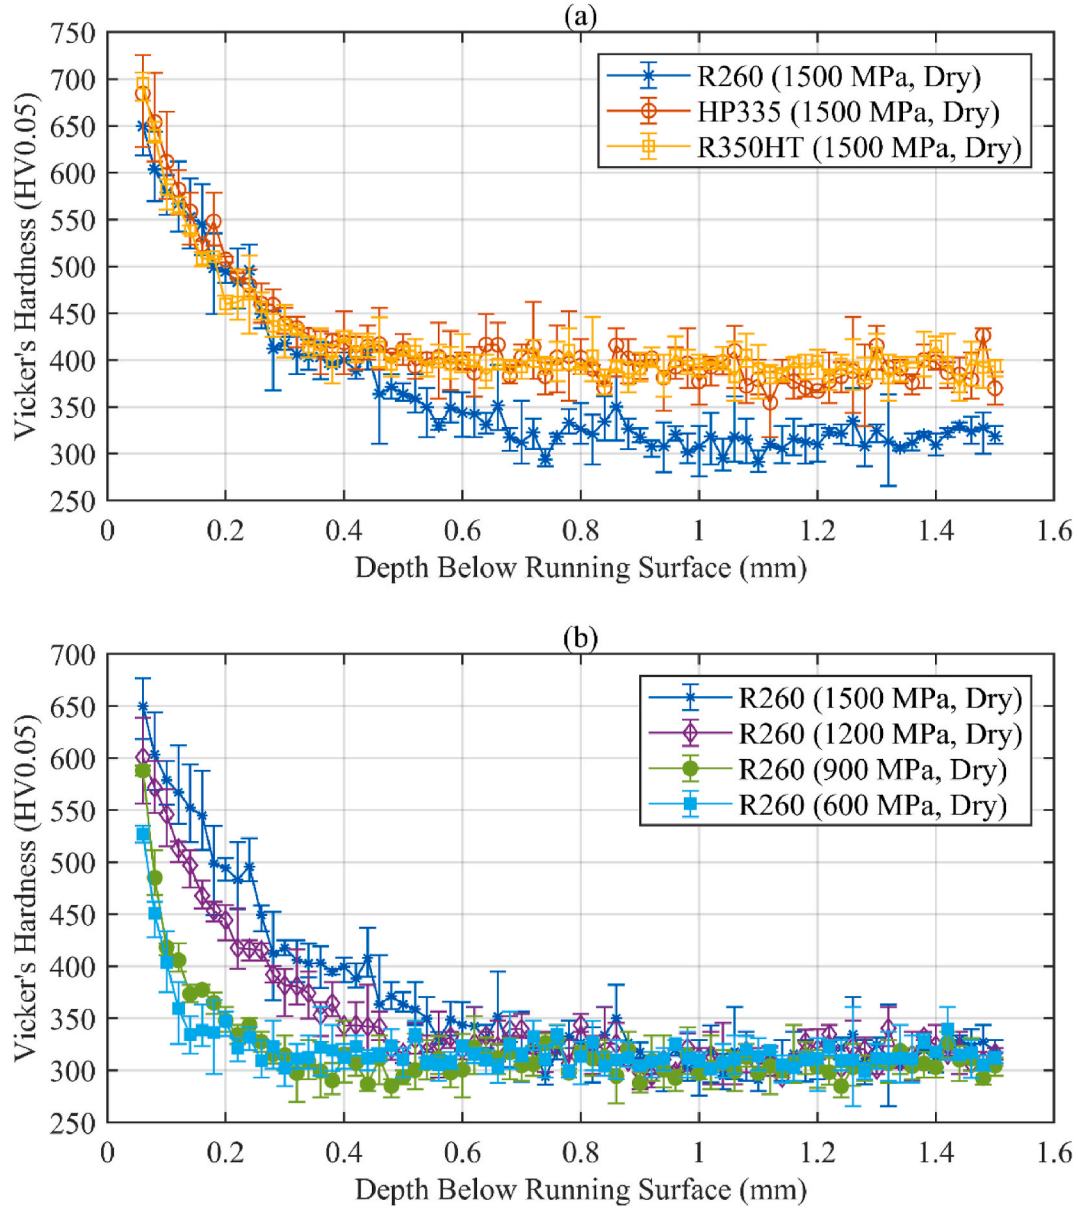 (a)
750
700
650
600
550
500
450
400
350
300
250
Vicker's Hardness (HV0.05)
R260 (1500 MPa, Dry)
HP335 (1500 MPa, Dry)
R350HT (1500 MPa, Dry)
0 0.2 0.4 0.6 0.8 1 1.2 1.4 1.6
Depth Below Running Surface (mm)
(b)
700
650
600
550
500
450
400
350
300
250
Vicker's Hardness (HV0.05)
R260 (1500 MPa, Dry)
R260 (1200 MPa, Dry)
R260 (900 MPa, Dry)
R260 (600 MPa, Dry)
0 0.2 0.4 0.6 0.8 1 1.2 1.4 1.6
Depth Below Running Surface (mm)